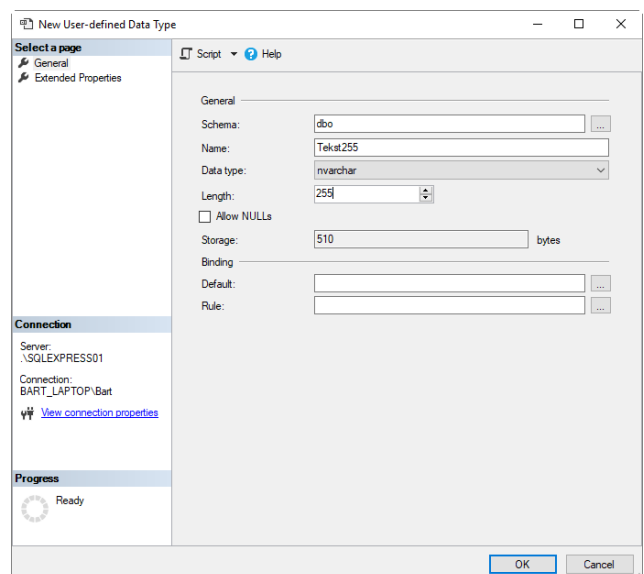 New User-defined Data Type
Select a page
General
Extended Properties
Script
Help
General
Schema:
dbo
...
Name:
Tekst255
Data type:
nvarchar
Length:
255
Allow NULLs
Storage:
510
bytes
Binding
Default:
...
Rule:
...
Connection
Server:
.\SQLEXPRESS01
Connection:
BART_LAPTOP\Bart
View connection properties
Progress
Ready
OK
Cancel